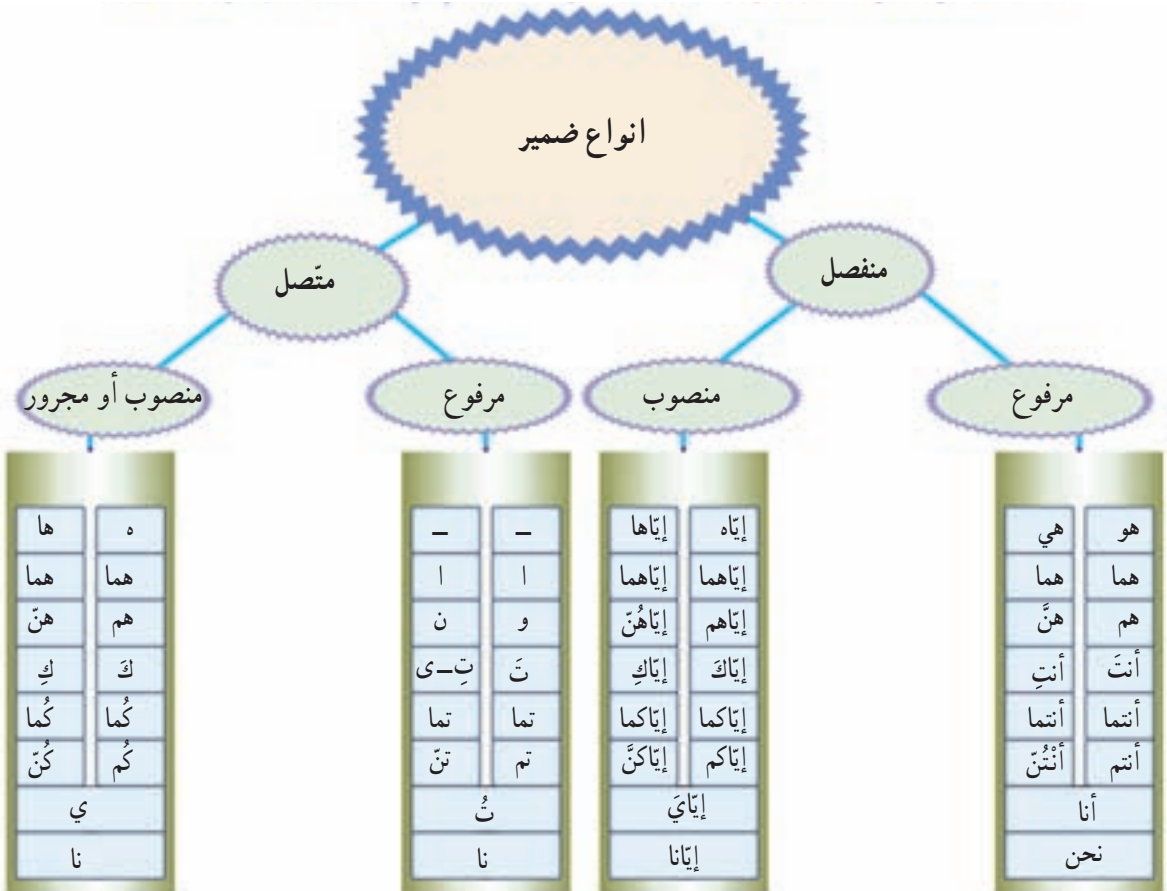 انواع ضمیر
منفصل
متّصل
مرفوع
منصوب
مرفوع
منصوب أو مجرور
هو هي
هما هما
هم هنَّ
أنتَ أنتِ
أنتما أنتما
أنتم أنْتُنّ
أنا
نحن
إيّاه إيّاها
إيّاهما إيّاهما
إيّاهم إيّاهُنّ
إيّاكَ إيّاكِ
إيّاكما إيّاكما
إيّاكم إيّاكنَّ
إيّايَ
إيّانا
ـ ـ
ا ا
و ن
تَ تِـ ى
تما تما
تم تنّ
تُ
نا
ه ها
هما هما
هم هنّ
كَ كِ
كُما كُما
كُم كُنّ
ي
نا